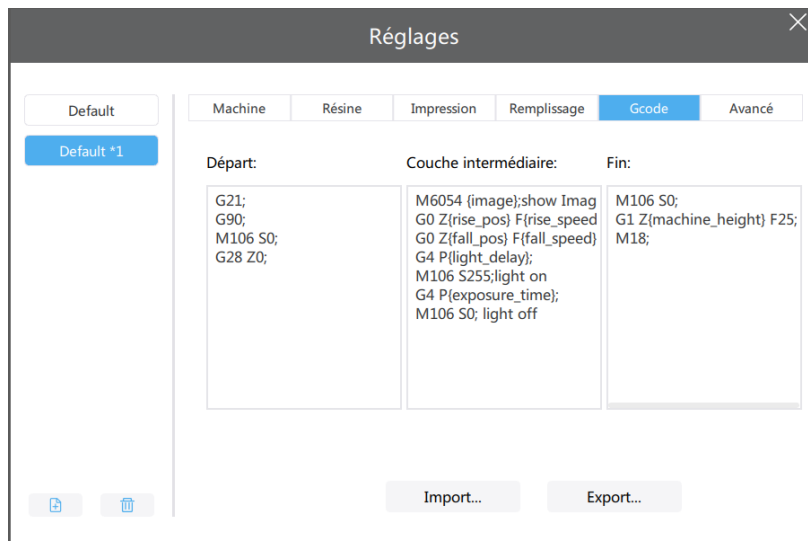 Réglages
Default
Default *1
Machine
Résine
Impression
Remplissage
Gcode
Avancé
Départ:
G21;
G90;
M106 S0;
G28 Z0;
Couche intermédiaire:
M6054 {image};show Imag
G0 Z{rise_pos} F{rise_speed
G0 Z{fall_pos} F{fall_speed}
G4 P{light_delay};
M106 S255;light on
G4 P{exposure_time};
M106 S0; light off
Fin:
M106 S0;
G1 Z{machine_height} F25;
M18;
Import...
Export...